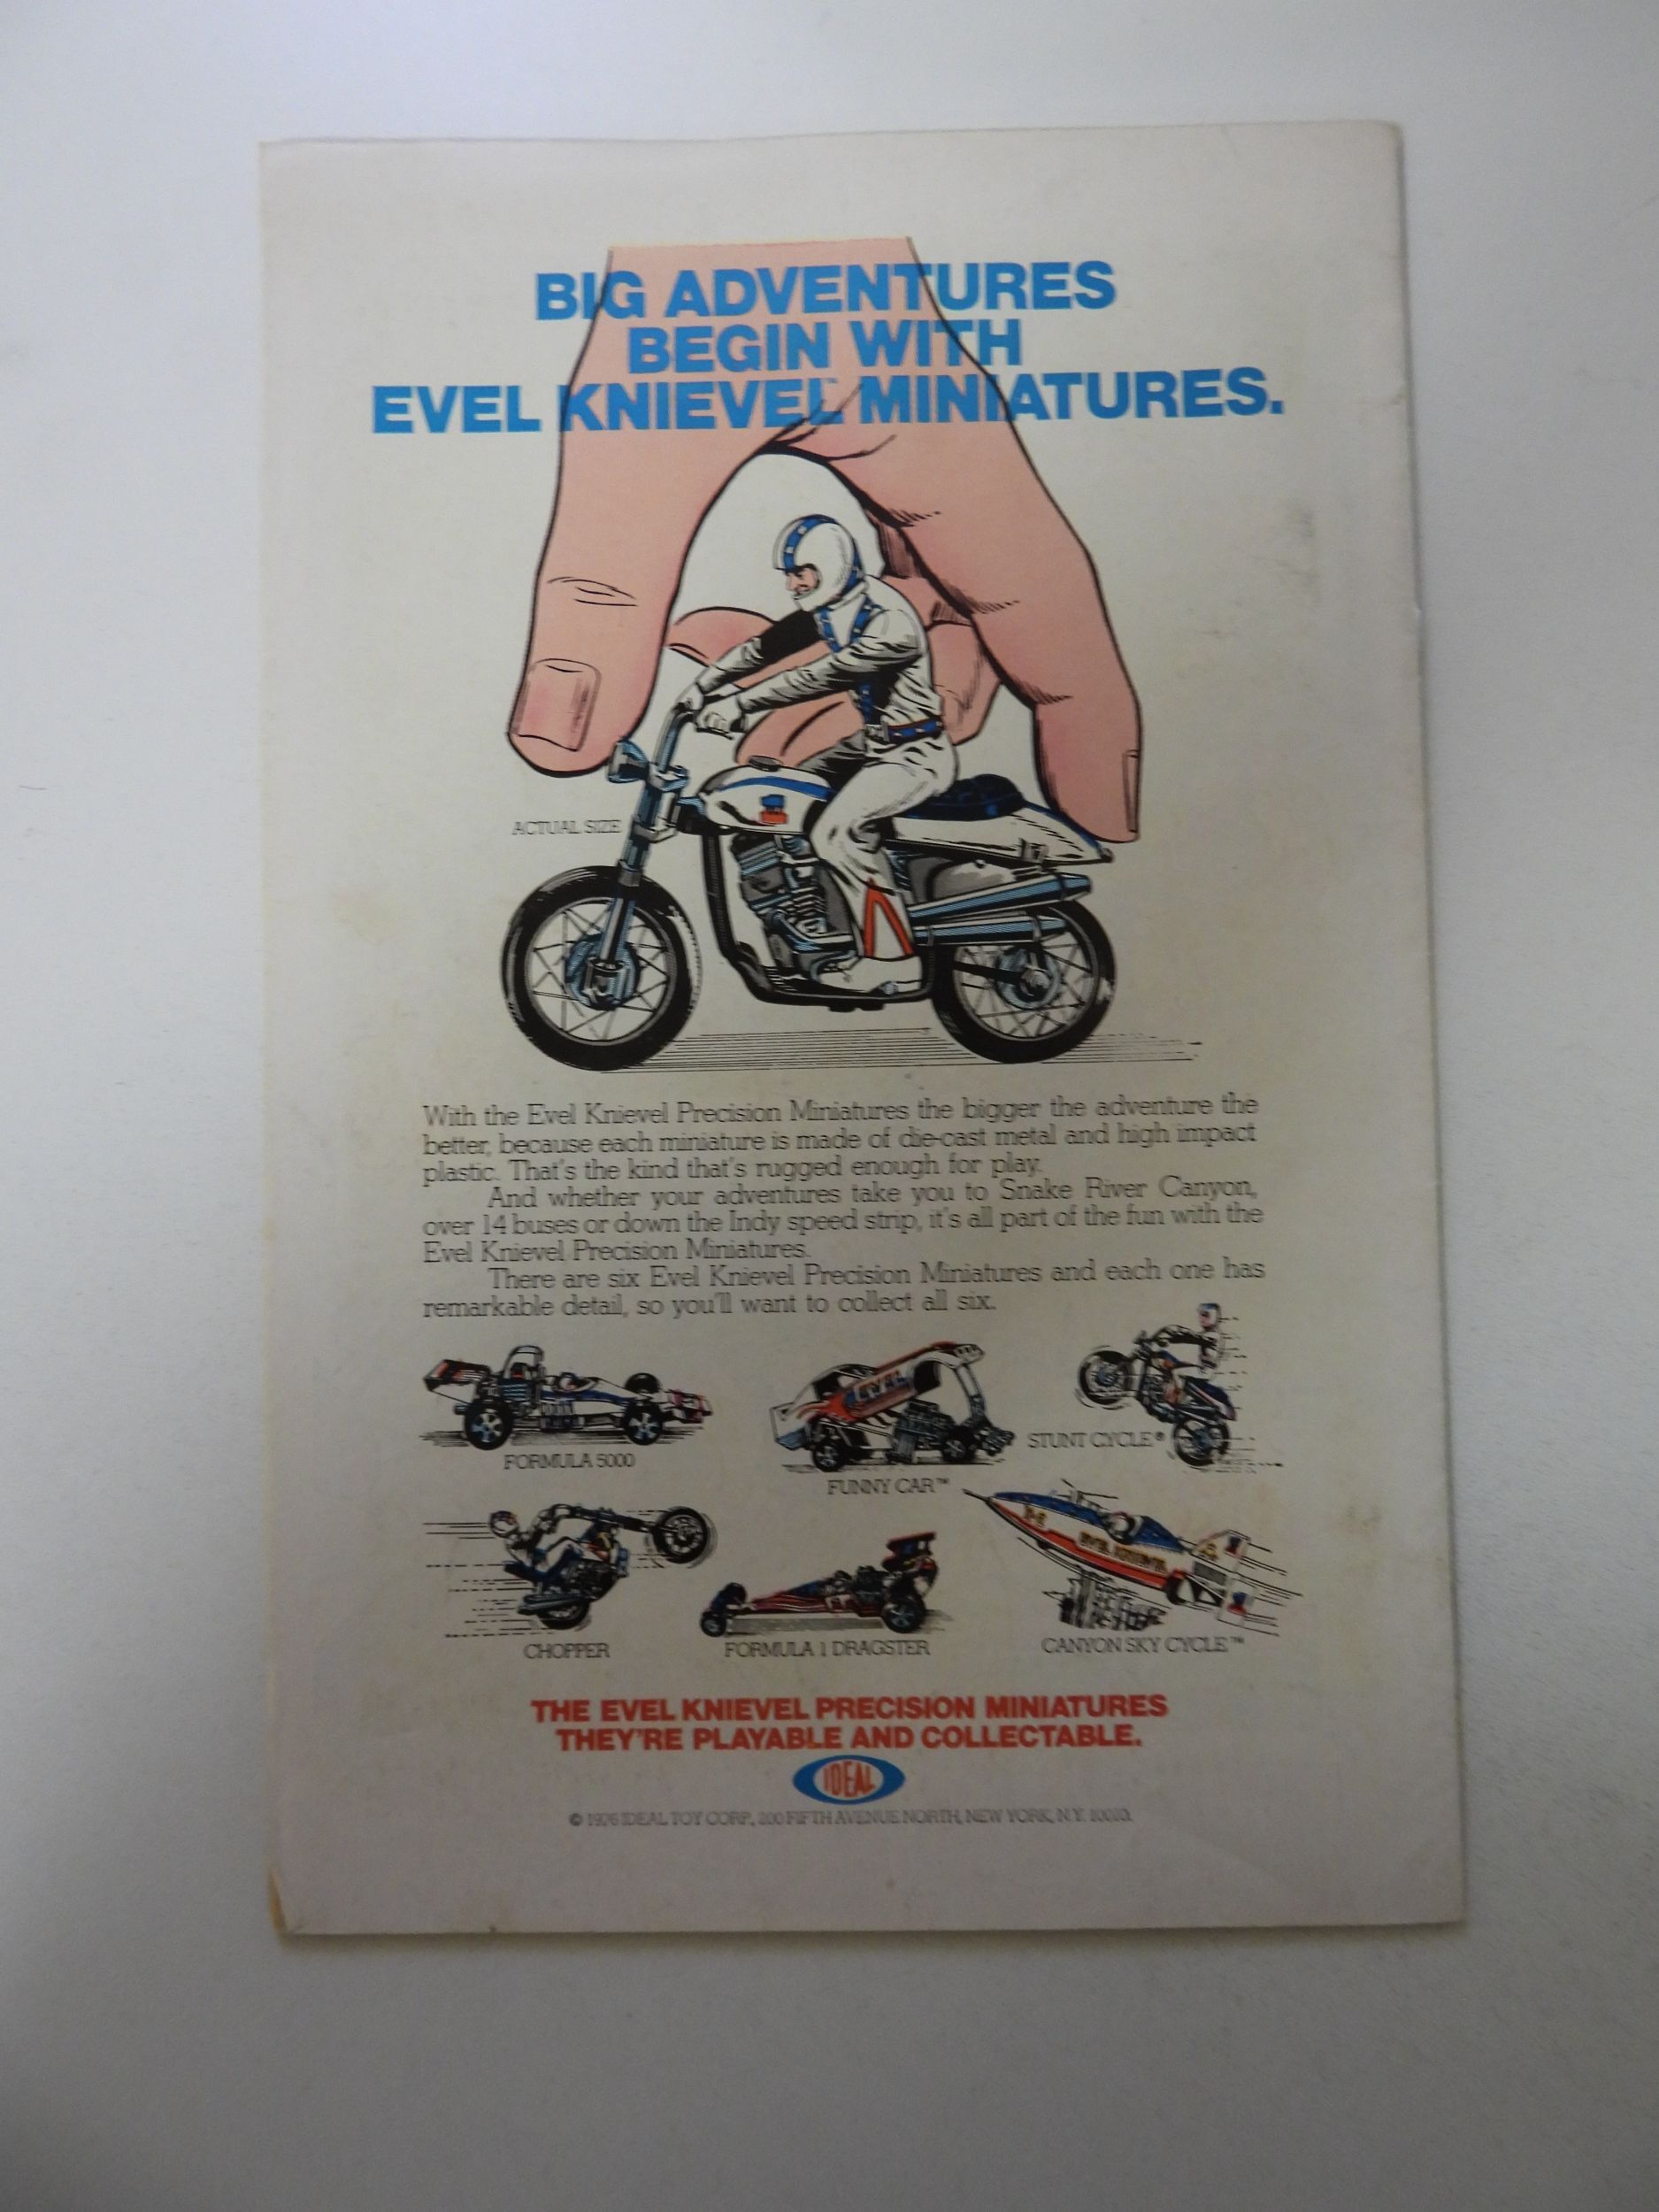 BIG ADVENTURES
BEGIN WITH
EVEL KNIEVEL™ MINIATURES.
ACTUAL SIZE
With the Evel Knievel Precision Miniatures the bigger the adventure the
better, because each miniature is made of die-cast metal and high impact
plastic. That's the kind that's rugged enough for play.
And whether your adventures take you to Snake River Canyon,
over 14 buses or down the Indy speed strip, it's all part of the fun with the
Evel Knievel Precision Miniatures.
There are six Evel Knievel Precision Miniatures and each one has
remarkable detail, so you'll want to collect all six.
EVEL
FORMULA 5000
FUNNY CAR™
STUNT CYCLE®
EVEL KNIEVEL
CHOPPER
FORMULA 1 DRAGSTER
CANYON SKY CYCLE™
THE EVEL KNIEVEL PRECISION MINIATURES
THEY'RE PLAYABLE AND COLLECTABLE.
IDEAL
© 1976 IDEAL TOY CORP., 200 FIFTH AVENUE NORTH, NEW YORK, N.Y. 10010.